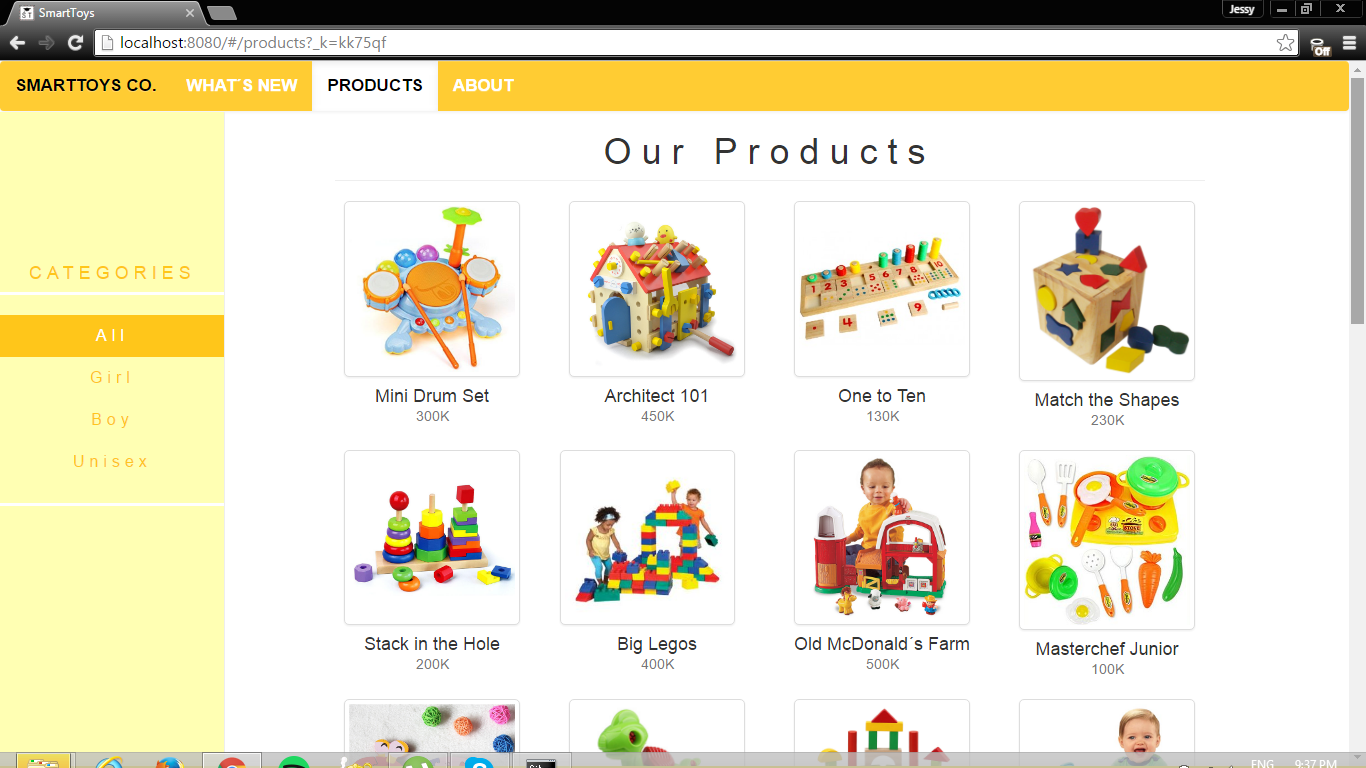 SmartToys
Jessy
localhost:8080/#/products?_k=kk75qf
Off
SMARTTOYS CO. WHAT´S NEW PRODUCTS ABOUT
Our Products
CATEGORIES
All
Girl
Boy
Unisex
Mini Drum Set
300K
Architect 101
450K
One to Ten
130K
Match the Shapes
230K
Stack in the Hole
200K
Big Legos
400K
Old McDonald´s Farm
500K
Masterchef Junior
100K
ENG 9:37 PM